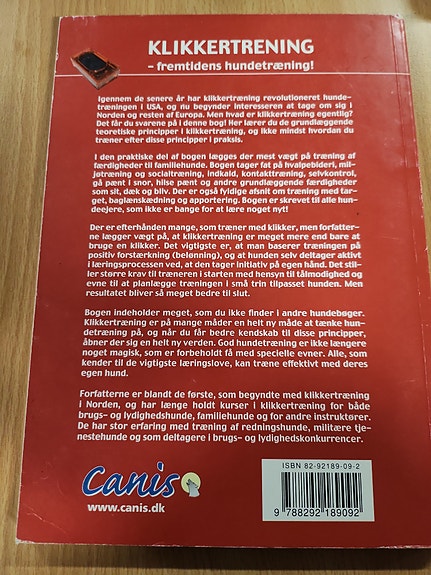 KLIKKERTRENING
– fremtidens hundetræning!
Igennem de senere år har klikkertræning revolutioneret hunde-
træningen i USA, og nu begynder interesseren at tage om sig i
Norden og resten af Europa. Men hvad er klikkertræning egentlig?
Det får du svarene på i denne bog! Her lærer du de grundlæggende
teoretiske principper i klikkertræning, og ikke mindst hvordan du
træner efter disse principper i praksis.
I den praktiske del af bogen lægges der mest vægt på træning af
færdigheder til familiehunde. Bogen tager fat på hvalpebideri, mil-
jøtræning og socialtræning, indkald, kontakttræning, selvkontrol,
gå pænt i snor, hilse pænt og andre grundlæggende færdigheder
som sit, dæk og bliv. Der er også fyldige afsnit om træning med tar-
get, baglænskædning og apportering. Bogen er skrevet til alle hun-
deejere, som ikke er bange for at lære noget nyt!
Der er efterhånden mange, som træner med klikker, men forfatter-
ne lægger vægt på, at klikkertræning er meget mere end bare at
bruge en klikker. Det vigtigste er, at man baserer træningen på
positiv forstærkning (belønning), og at hunden selv deltager aktivt
i læringsprocessen ved, at den tager initiativ på egen hånd. Det stil-
ler større krav til træneren i starten med hensyn til tålmodighed og
evne til at planlægge træningen i små trin tilpasset hunden. Men
resultatet bliver så meget bedre til slut.
Bogen indeholder meget, som du ikke finder i andre hundebøger.
Klikkertræning er på mange måder en helt ny måde at tænke hun-
detræning på, og når du får bedre kendskab til disse principper,
åbner der sig en helt ny verden. God hundetræning er ikke længere
noget magisk, som er forbeholdt få med specielle evner. Alle, som
kender til de vigtigste læringslove, kan træne effektivt med deres
egen hund.
Forfatterne er blandt de første, som begyndte med klikkertræning
i Norden, og har længe holdt kurser i klikkertræning for både
brugs- og lydighedshunde, familiehunde og for andre instruktører.
De har stor erfaring med træning af redningshunde, militære tje-
nestehunde og som deltagere i brugs- og lydighedskonkurrencer.
Canis
www.canis.dk
ISBN 82-92189-09-2
9 788292 189092